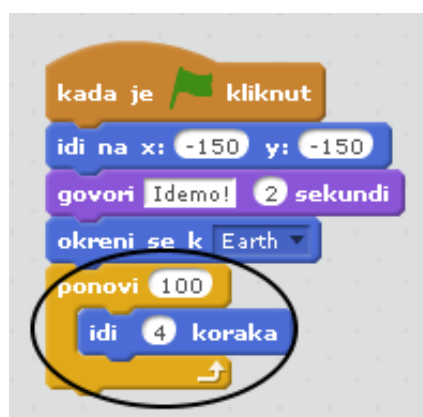 kada je kliknut
idi na x: -150 y: -150
govori Idemo! 2 sekundi
okreni se k Earth
ponovi 100
idi 4 koraka